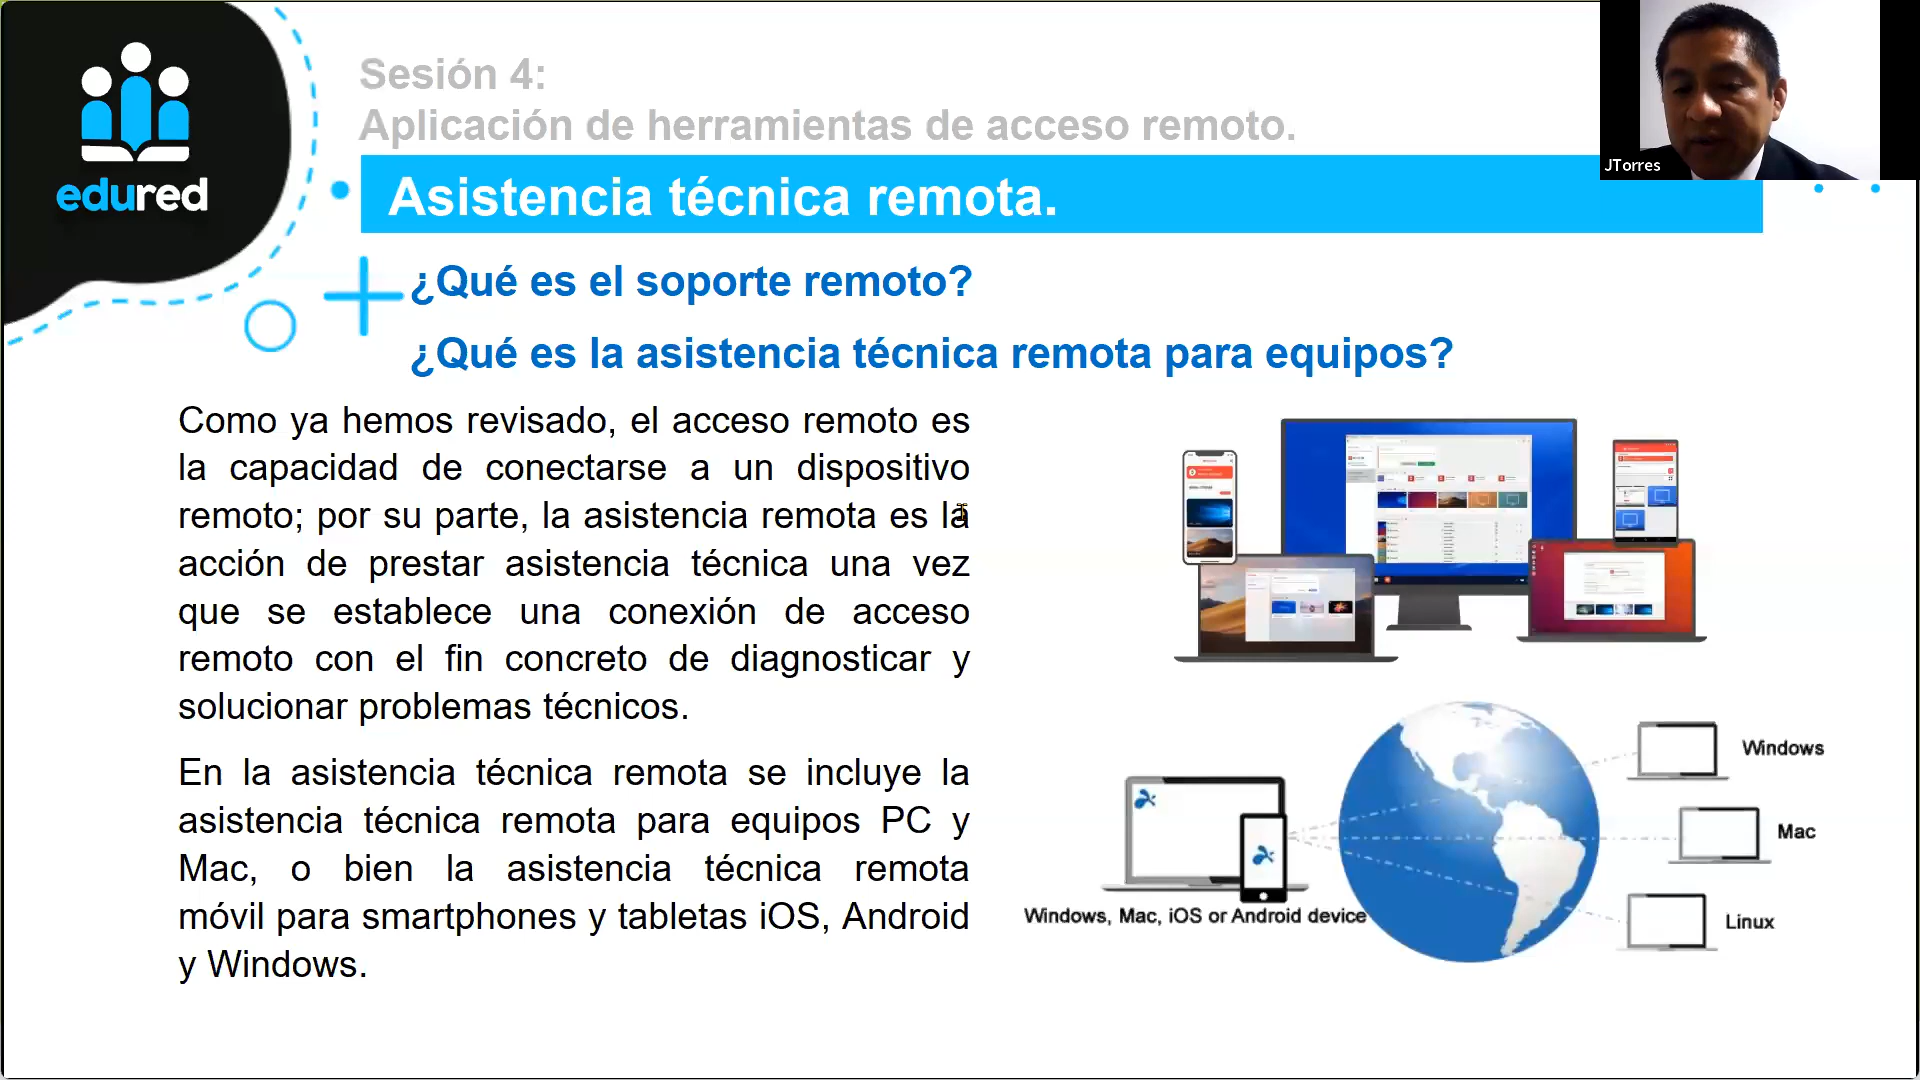 edured
Sesión 4:
Aplicación de herramientas de acceso remoto.
JTorres
Asistencia técnica remota.
¿Qué es el soporte remoto?
¿Qué es la asistencia técnica remota para equipos?
Como ya hemos revisado, el acceso remoto es
la capacidad de conectarse a un dispositivo
remoto; por su parte, la asistencia remota es la
acción de prestar asistencia técnica una vez
que se establece una conexión de acceso
remoto con el fin concreto de diagnosticar y
solucionar problemas técnicos.
En la asistencia técnica remota se incluye la
asistencia técnica remota para equipos PC y
Mac, o bien la asistencia técnica remota
móvil para smartphones y tabletas iOS, Android
y Windows.
Windows, Mac, iOS or Android device
Windows
Mac
Linux